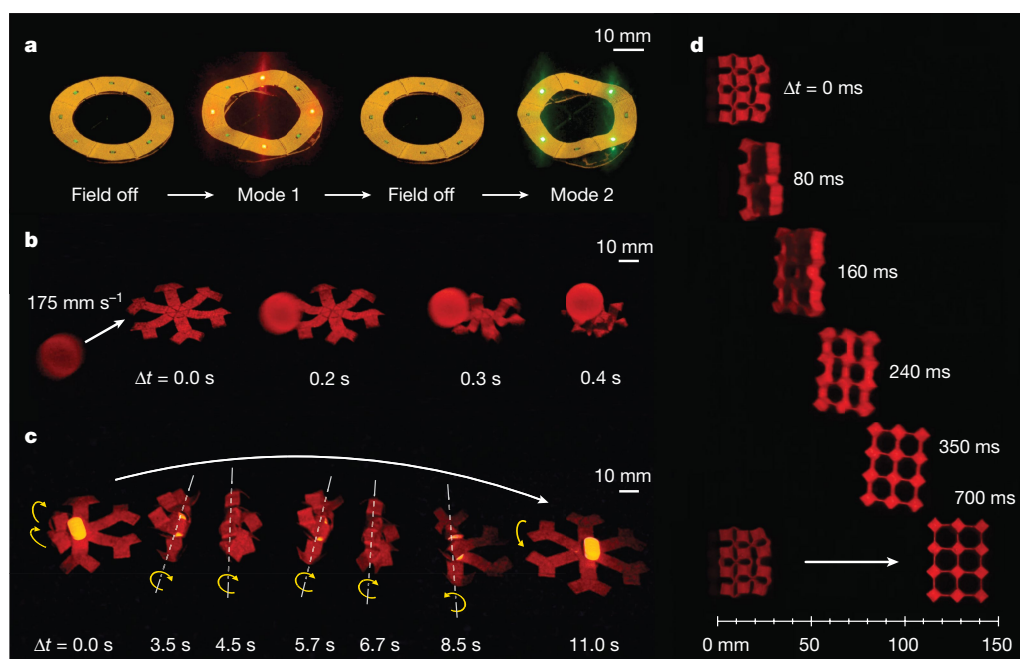 a
10 mm
Field off
Mode 1
Field off
Mode 2
b
10 mm
175 mm s⁻¹
Δt = 0.0 s
0.2 s
0.3 s
0.4 s
c
10 mm
Δt = 0.0 s
3.5 s
4.5 s
5.7 s
6.7 s
8.5 s
11.0 s
d
Δt = 0 ms
80 ms
160 ms
240 ms
350 ms
700 ms
0 mm
50
100
150